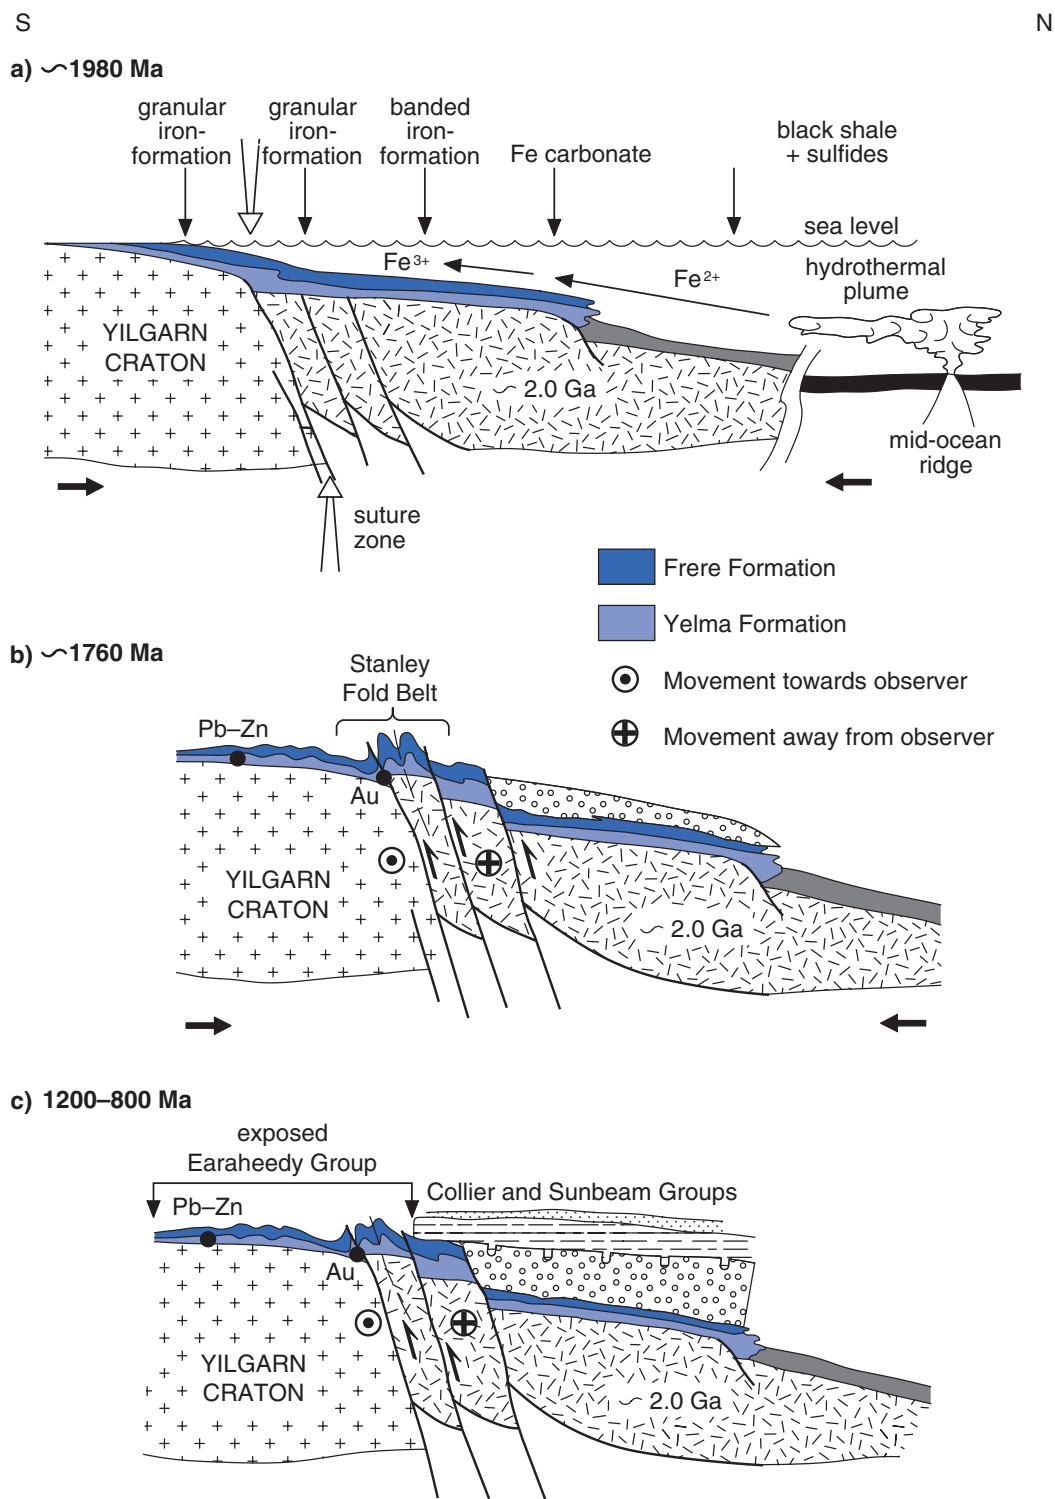 S
N
a) ~1980 Ma
granular
iron-
formation
granular
iron-
formation
banded
iron-
formation
Fe carbonate
black shale
+ sulfides
sea level
Fe3+
Fe2+
hydrothermal
plume
YILGARN
CRATON
~ 2.0 Ga
mid-ocean
ridge
suture
zone
Frere Formation
Yelma Formation
Movement towards observer
Movement away from observer
b) ~1760 Ma
Stanley
Fold Belt
Pb–Zn
Au
YILGARN
CRATON
~ 2.0 Ga
c) 1200–800 Ma
exposed
Earaheedy Group
Pb–Zn
Collier and Sunbeam Groups
Au
YILGARN
CRATON
~ 2.0 Ga